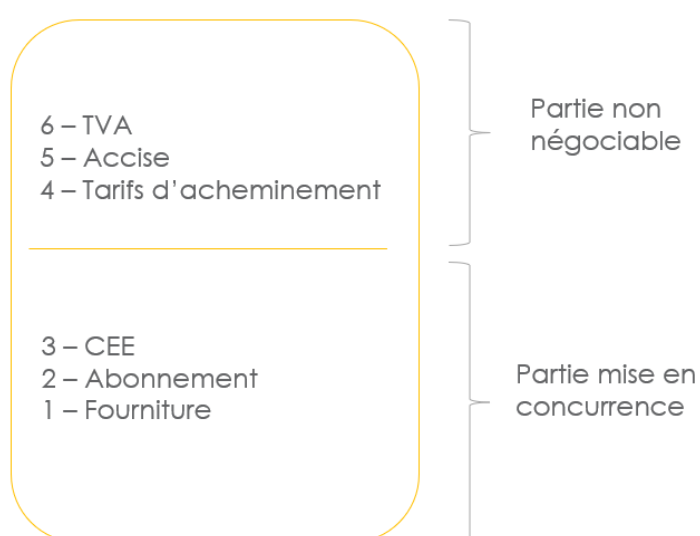 6 – TVA
5 – Accise
4 – Tarifs d’acheminement
Partie non
négociable
3 – CEE
2 – Abonnement
1 – Fourniture
Partie mise en
concurrence